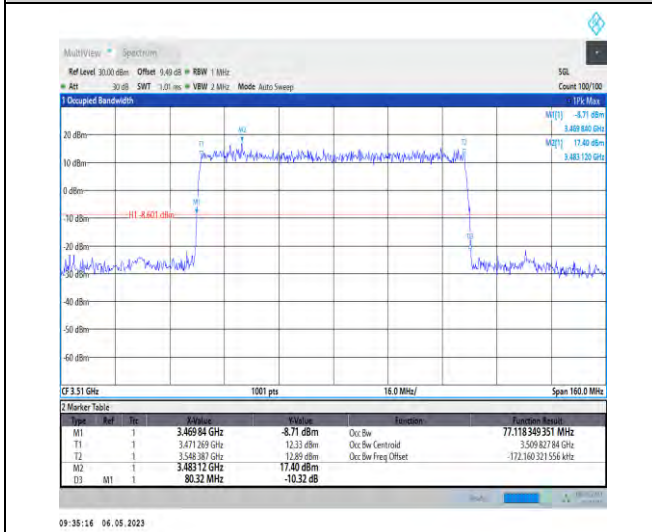 MultiView Spectrum
Ref Level 30.00 dBm Offset 9.49 dB RBW 1 MHz SGL
Att 30 dB SWT 1.01 ms VBW 2 MHz Mode Auto Sweep Count 100/100
1 Occupied Bandwidth 1Pk Max
M1[1] -8.71 dBm
3.469 840 GHz
M2[1] 17.40 dBm
3.483 120 GHz
20 dBm
M2
T1
T2
10 dBm
0 dBm
M1
-10 dBm
H1 -8.601 dBm
-20 dBm
D3
-30 dBm
-40 dBm
-50 dBm
-60 dBm
CF 3.51 GHz 1001 pts 16.0 MHz/ Span 160.0 MHz
2 Marker Table
Type Ref Trc X-Value Y-Value Function Function Result
M1 1 3.469 84 GHz -8.71 dBm Occ Bw 77.118 349 351 MHz
T1 1 3.471 269 GHz 12.33 dBm Occ Bw Centroid 3.509 827 84 GHz
T2 1 3.548 387 GHz 12.89 dBm Occ Bw Freq Offset -172.160 321 556 kHz
M2 1 3.483 12 GHz 17.40 dBm
D3 M1 1 80.32 MHz -10.32 dB
09:35:16 06.05.2023